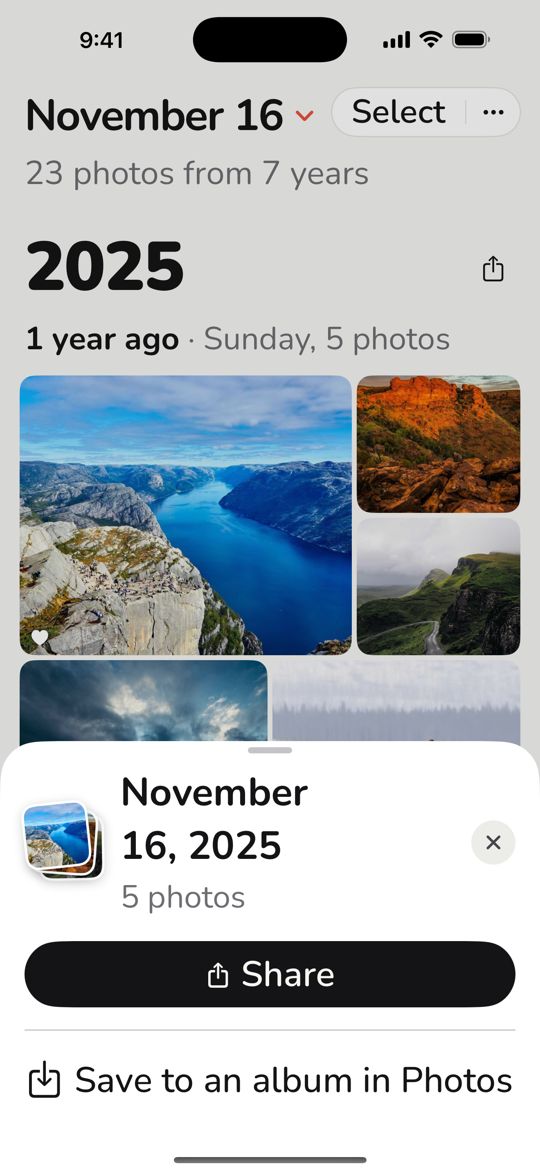 9:41
November 16
Select
23 photos from 7 years
2025
1 year ago · Sunday, 5 photos
November
16, 2025
5 photos
Share
Save to an album in Photos